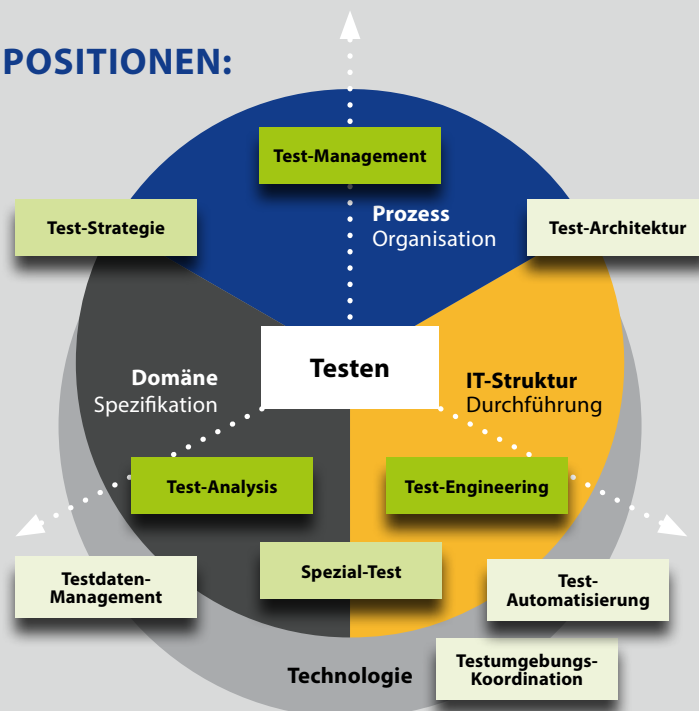 POSITIONEN:
Test-Management
Test-Strategie
Prozess
Organisation
Test-Architektur
Testen
Domäne
Spezifikation
IT-Struktur
Durchführung
Test-Analysis
Test-Engineering
Spezial-Test
Testdaten-
Management
Test-
Automatisierung
Technologie
Testumgebungs-
Koordination